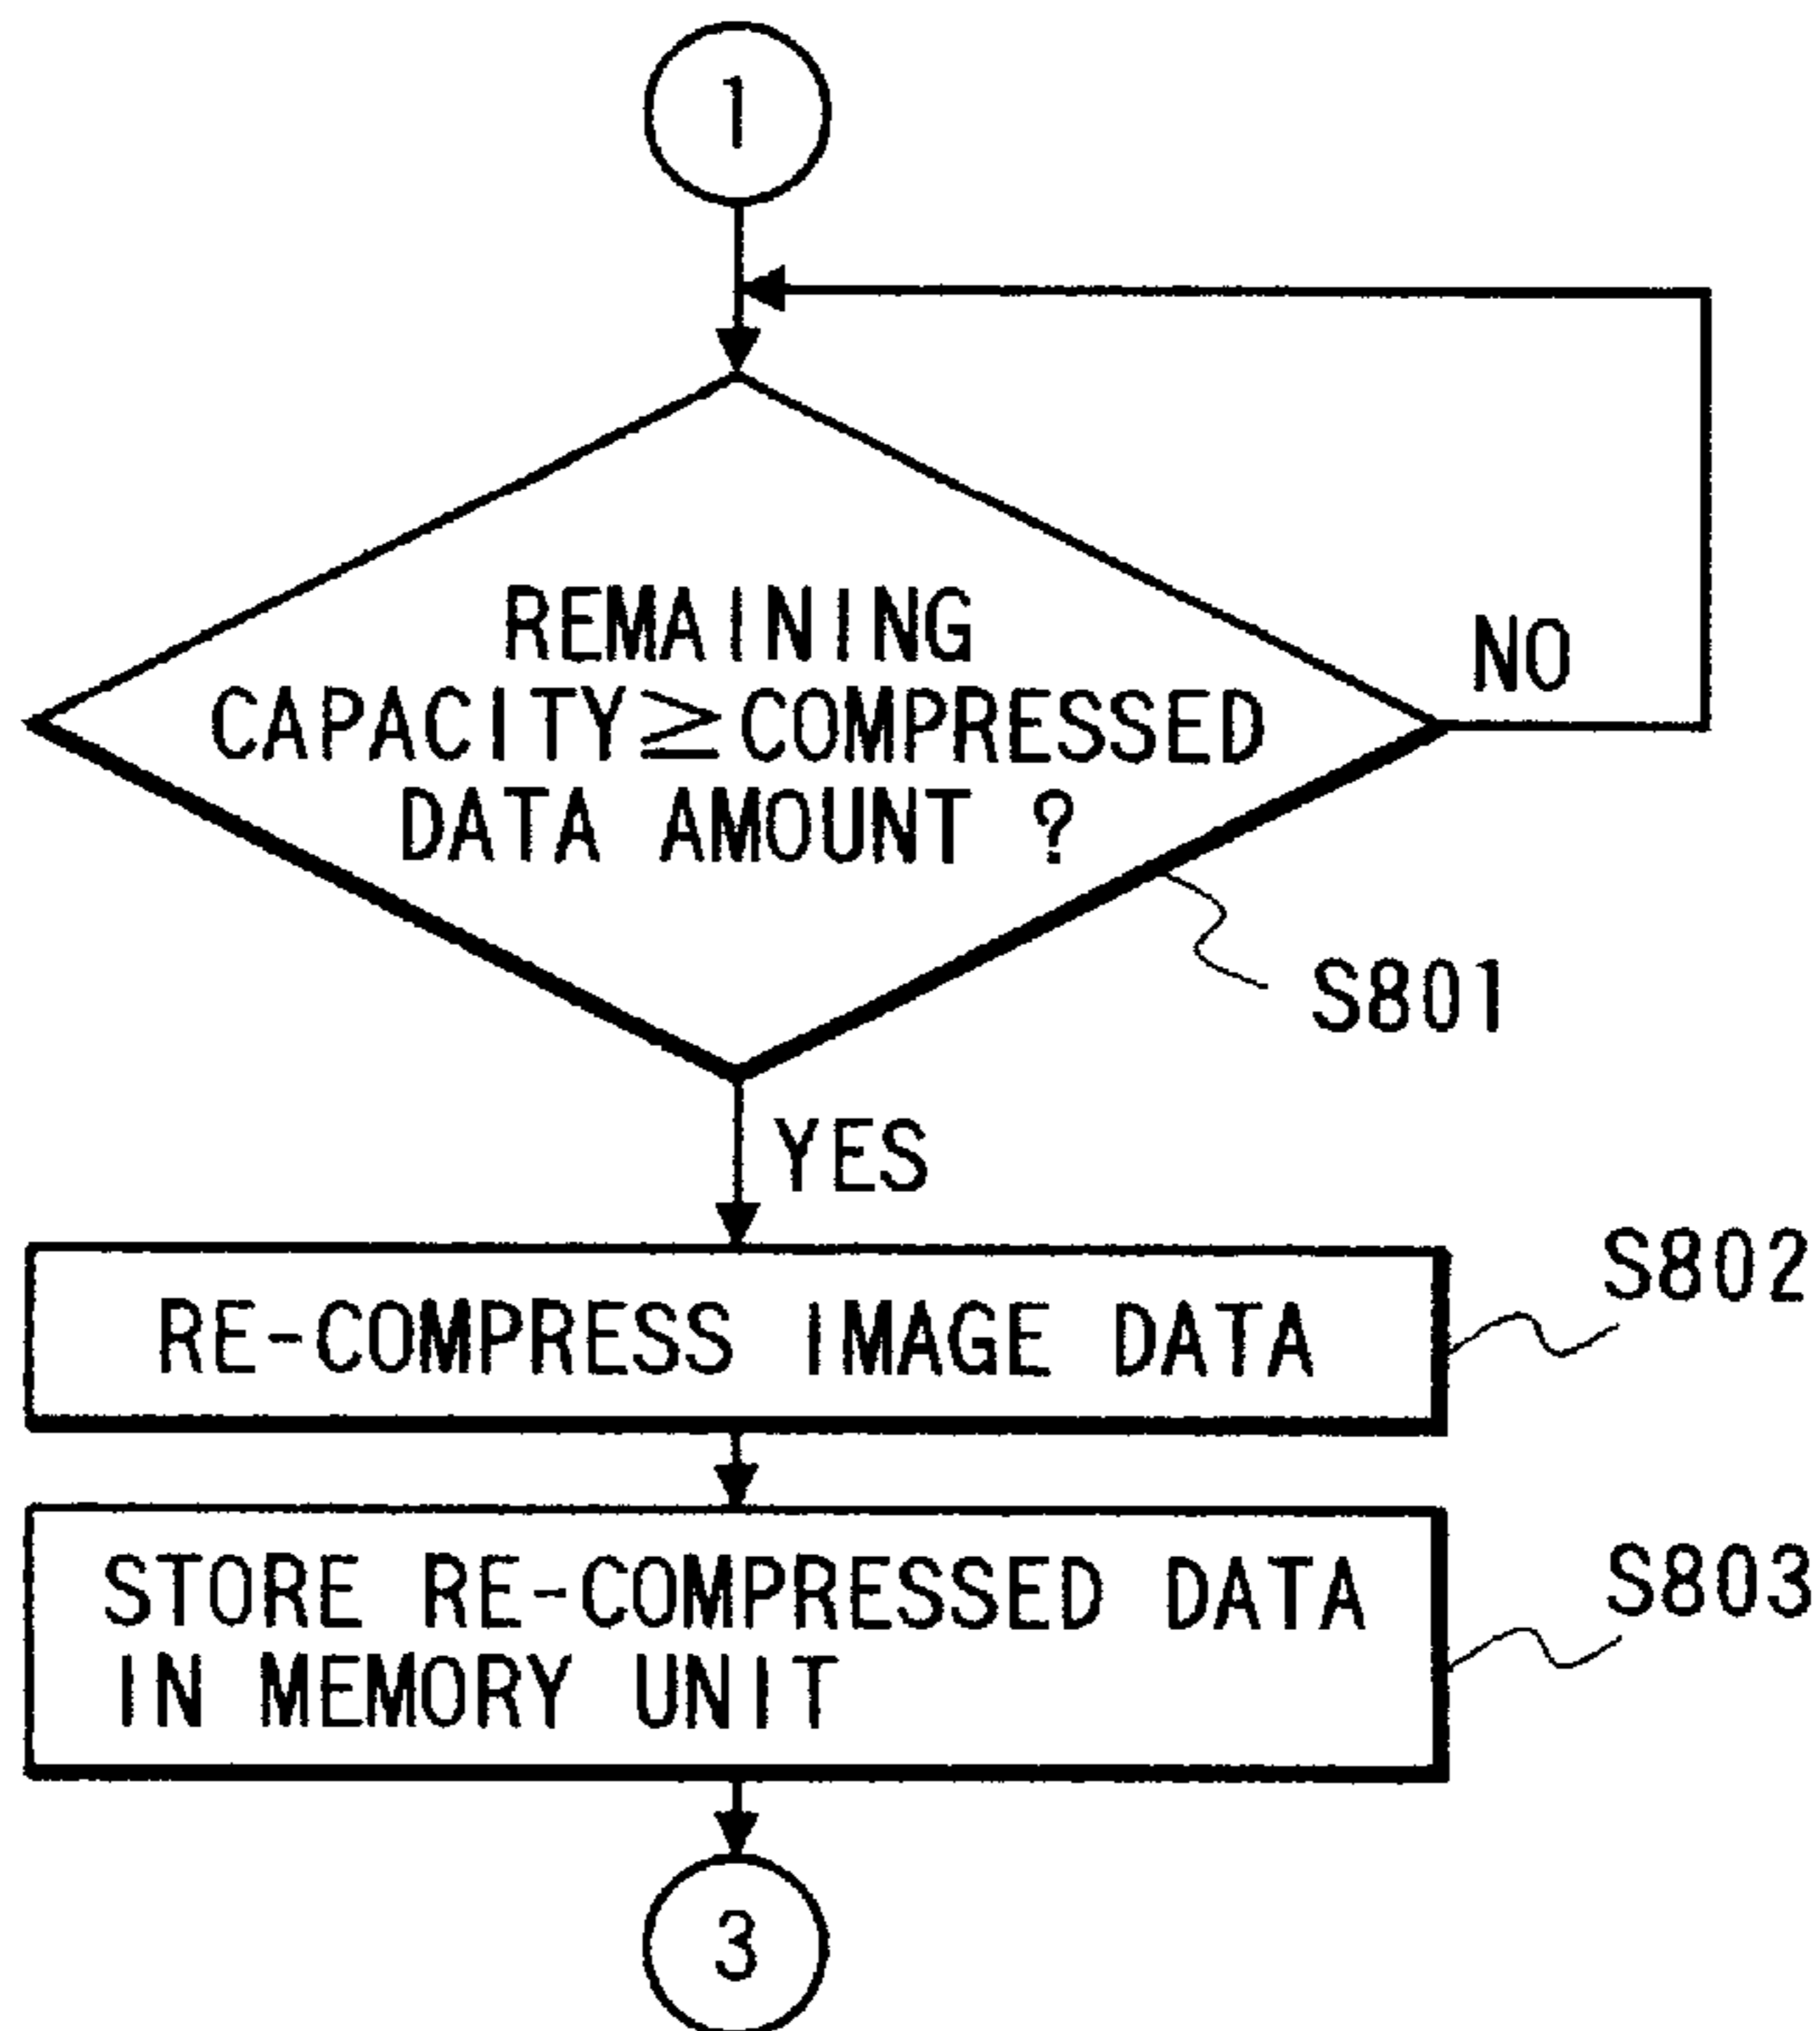 1
REMAINING
CAPACITY≧COMPRESSED
DATA AMOUNT ?
NO
S801
YES
S802
RE-COMPRESS IMAGE DATA
S803
STORE RE-COMPRESSED DATA
IN MEMORY UNIT
3